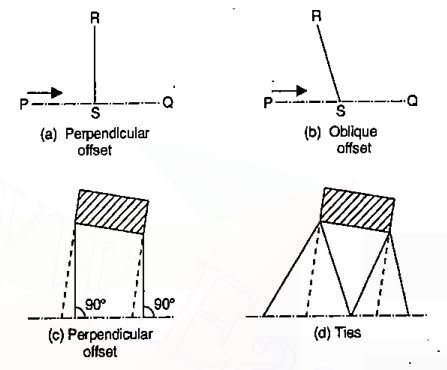 R
P S Q
(a) Perpendicular
offset
R
P S Q
(b) Oblique
offset
90° 90°
(c) Perpendicular
offset
(d) Ties